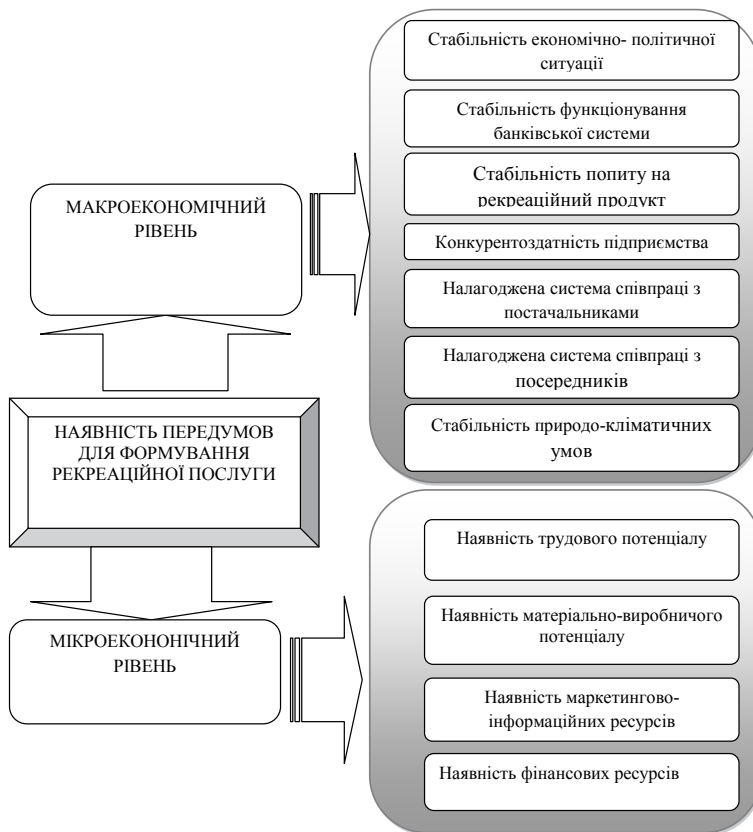 Стабільність економічно- політичної
ситуації
Стабільність функціонування
банківської системи
Стабільність попиту на
рекреаційний продукт
Конкурентоздатність підприємства
Налагоджена система співпраці з
постачальниками
Налагоджена система співпраці з
посередників
Стабільність природо-кліматичних
умов
МАКРОЕКОНОМІЧНИЙ
РІВЕНЬ
НАЯВНІСТЬ ПЕРЕДУМОВ
ДЛЯ ФОРМУВАННЯ
РЕКРЕАЦІЙНОЇ ПОСЛУГИ
МІКРОЕКОНОНІЧНИЙ
РІВЕНЬ
Наявність трудового потенціалу
Наявність матеріально-виробничого
потенціалу
Наявність маркетингово-
інформаційних ресурсів
Наявність фінансових ресурсів